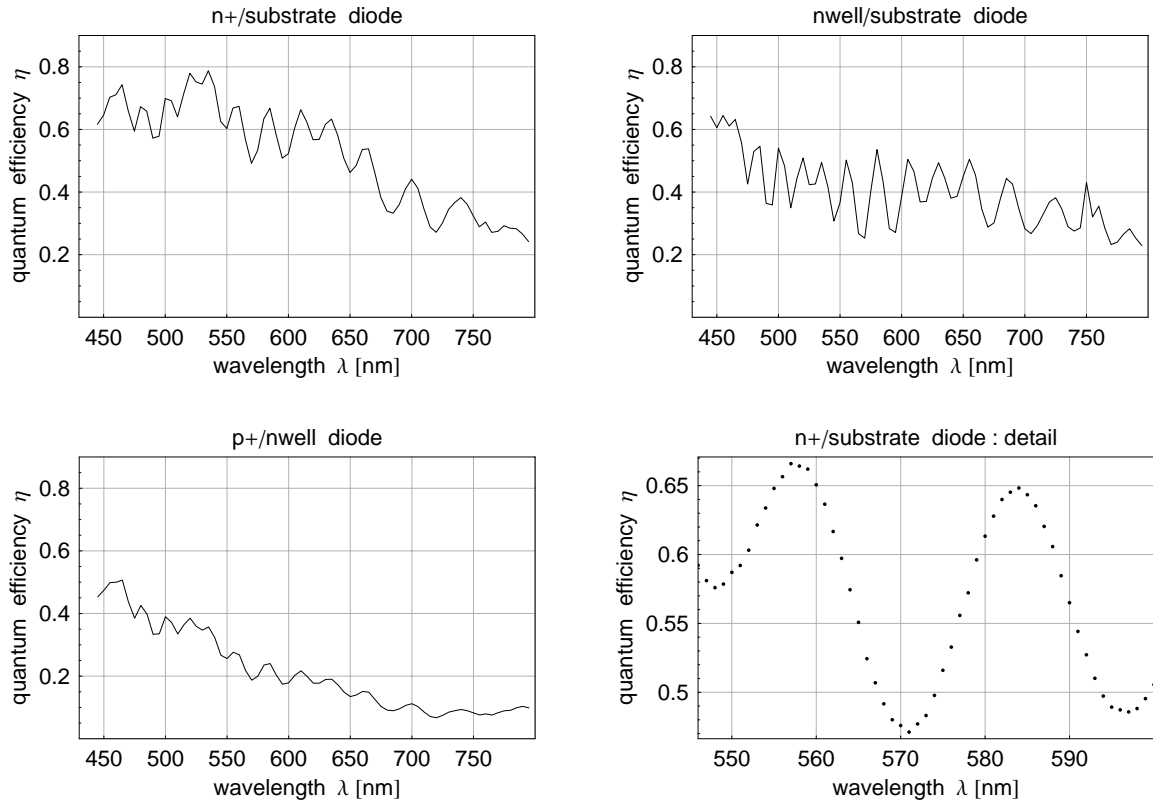 n+/substrate diode
quantum efficiency η
0.8
0.6
0.4
0.2
450 500 550 600 650 700 750
wavelength λ [nm]
nwell/substrate diode
quantum efficiency η
0.8
0.6
0.4
0.2
450 500 550 600 650 700 750
wavelength λ [nm]
p+/nwell diode
quantum efficiency η
0.8
0.6
0.4
0.2
450 500 550 600 650 700 750
wavelength λ [nm]
n+/substrate diode : detail
quantum efficiency η
0.65
0.6
0.55
0.5
550 560 570 580 590
wavelength λ [nm]